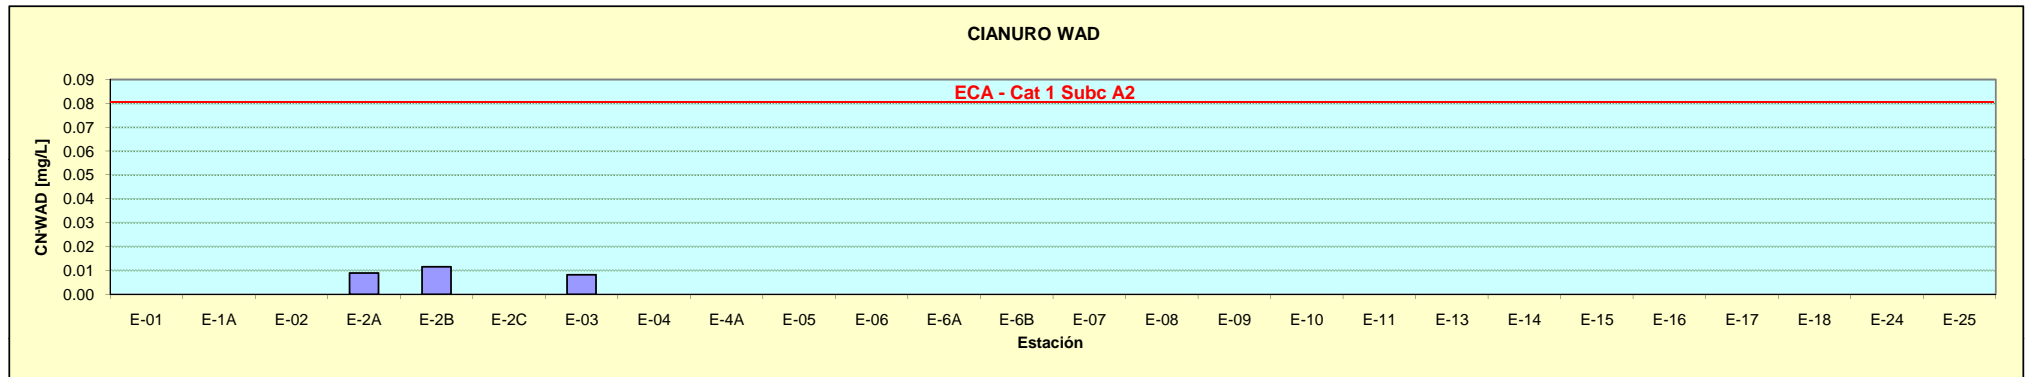 CIANURO WAD
ECA - Cat 1 Subc A2
CN-WAD [mg/L]
0.09
0.08
0.07
0.06
0.05
0.04
0.03
0.02
0.01
0.00
E-01 E-1A E-02 E-2A E-2B E-2C E-03 E-04 E-4A E-05 E-06 E-6A E-6B E-07 E-08 E-09 E-10 E-11 E-13 E-14 E-15 E-16 E-17 E-18 E-24 E-25
Estación